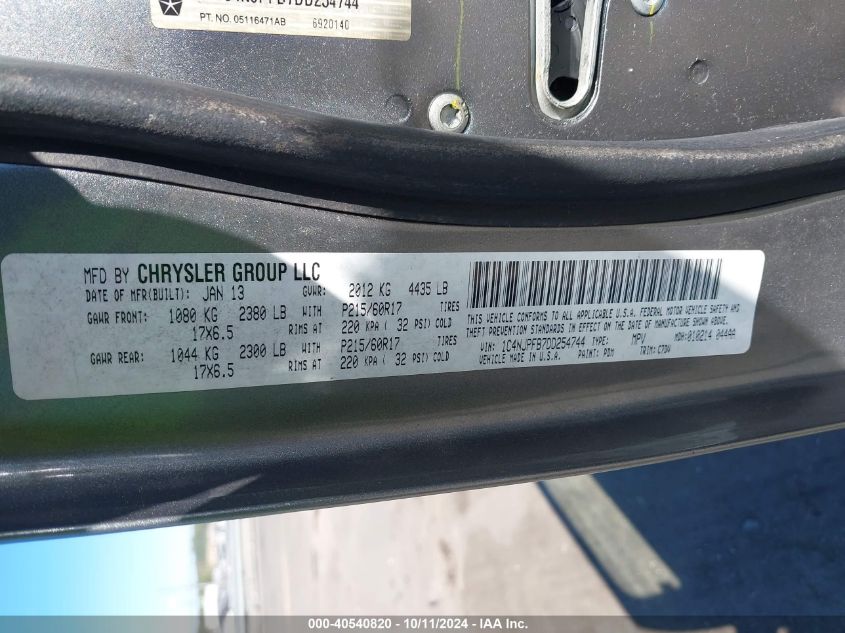 PT. NO. 05116471AB 6920140
MFD BY CHRYSLER GROUP LLC
DATE OF MFR(BUILT): JAN 13 GVWR: 2012 KG 4435 LB
GAWR FRONT: 1080 KG 2380 LB WITH P215/60R17 TIRES
17X6.5 RIMS AT 220 KPA ( 32 PSI) COLD
GAWR REAR: 1044 KG 2300 LB WITH P215/60R17 TIRES
17X6.5 RIMS AT 220 KPA ( 32 PSI) COLD
THIS VEHICLE CONFORMS TO ALL APPLICABLE U.S.A. FEDERAL MOTOR VEHICLE SAFETY AND
THEFT PREVENTION STANDARDS IN EFFECT ON THE DATE OF MANUFACTURE SHOWN ABOVE.
VIN: 1C4NJPFB7DD254744 TYPE: MPV MDH:010214 04AAA
VEHICLE MADE IN U.S.A. PAINT: PDM TRIM: C7DV
000-40540820 - 10/11/2024 - IAA Inc.